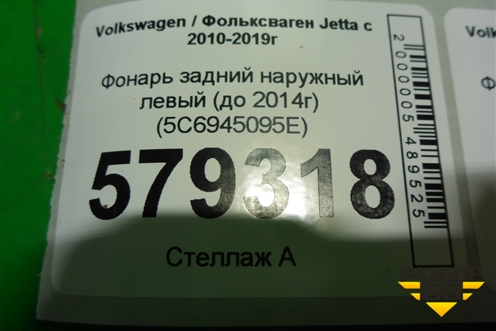 Volkswagen / Фольксваген Jetta с
2010-2019г
Фонарь задний наружный
левый (до 2014г)
(5C6945095E)
579318
Стеллаж А
2000005489525
Ф